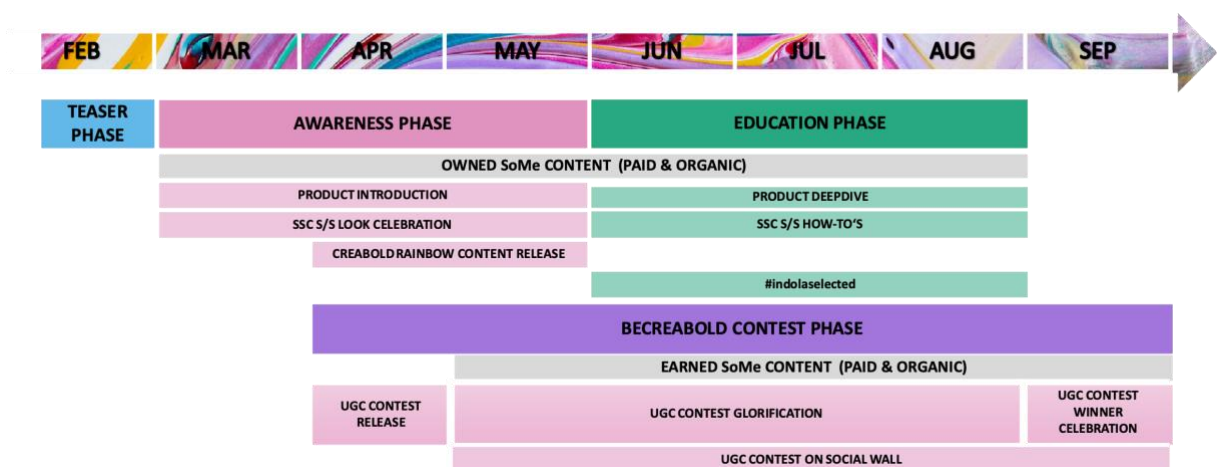 FEB MAR APR MAY JUN JUL AUG SEP
TEASER
PHASE
AWARENESS PHASE
EDUCATION PHASE
OWNED SoMe CONTENT (PAID & ORGANIC)
PRODUCT INTRODUCTION
PRODUCT DEEPDIVE
SSC S/S LOOK CELEBRATION
SSC S/S HOW-TO'S
CREABOLD RAINBOW CONTENT RELEASE
#indolaselected
BECREABOLD CONTEST PHASE
EARNED SoMe CONTENT (PAID & ORGANIC)
UGC CONTEST
RELEASE
UGC CONTEST GLORIFICATION
UGC CONTEST
WINNER
CELEBRATION
UGC CONTEST ON SOCIAL WALL